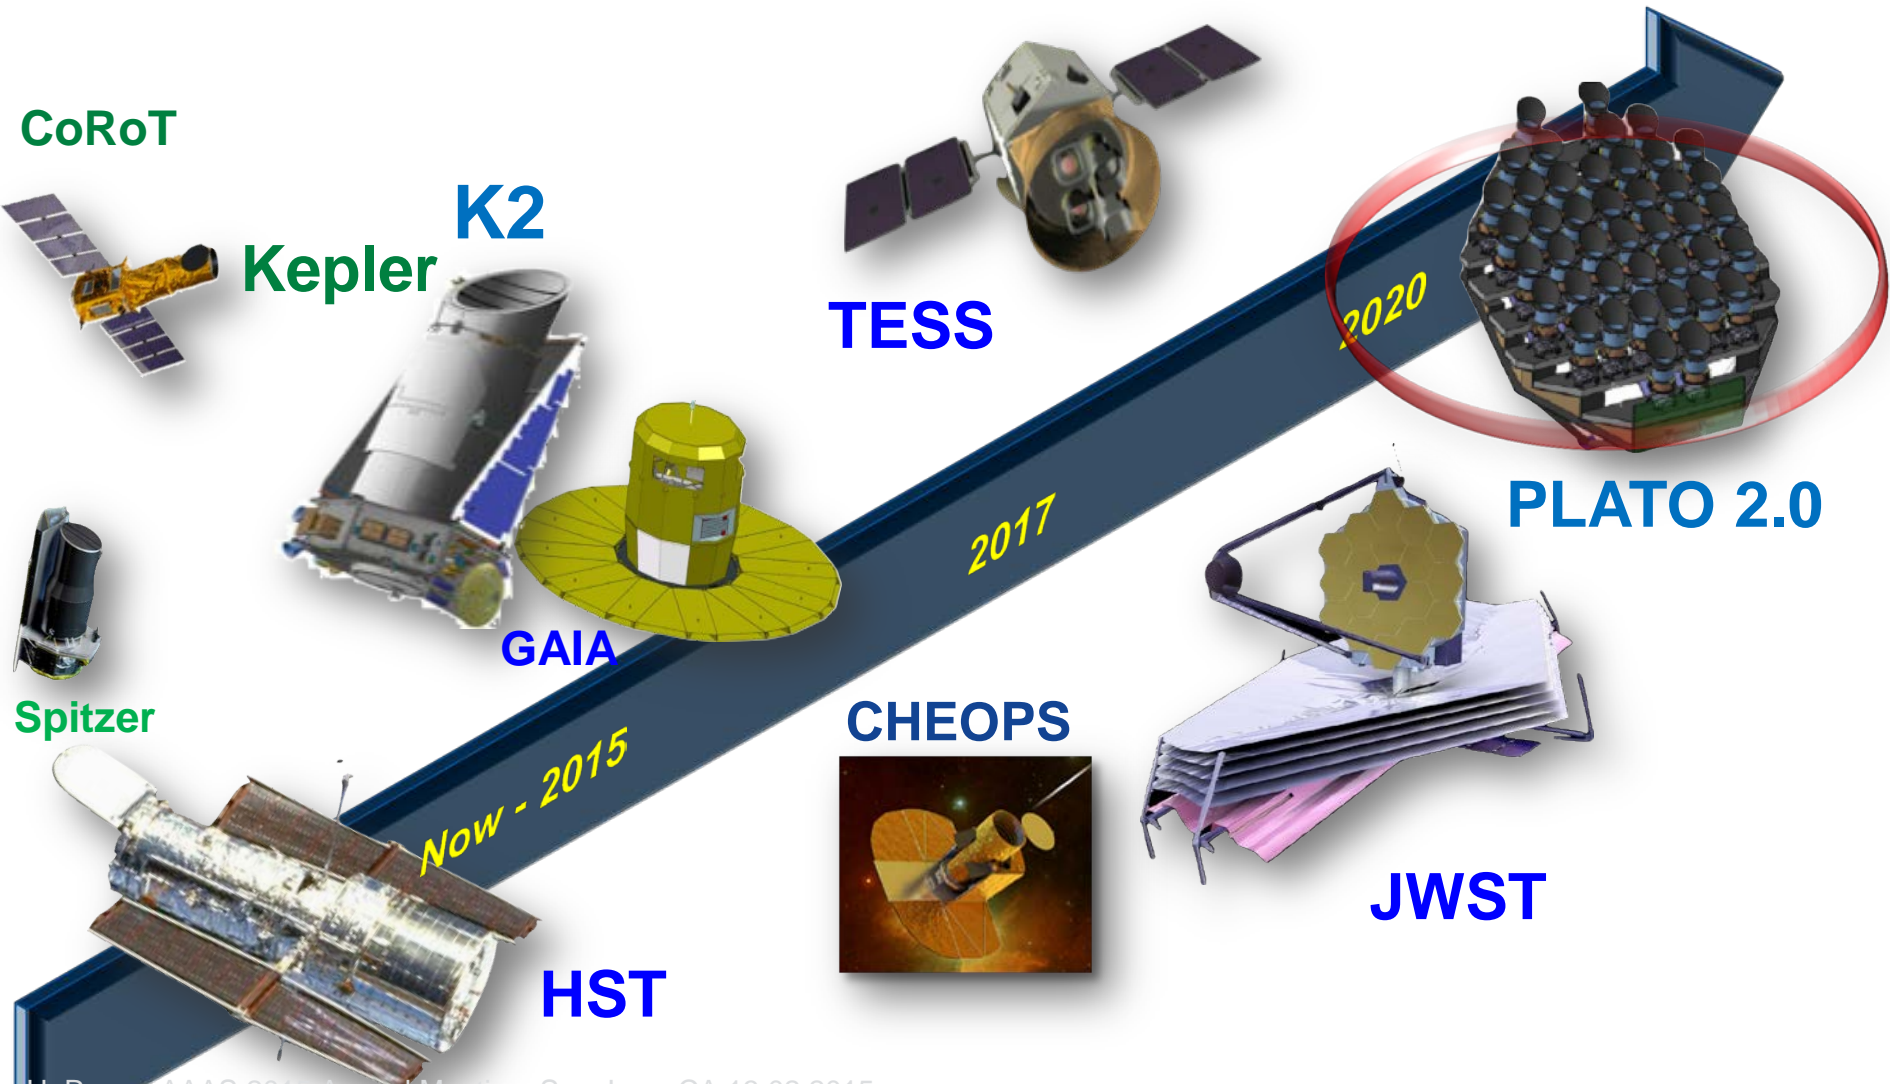 CoRoT
K2
Kepler
TESS
2020
PLATO 2.0
2017
GAIA
Spitzer
CHEOPS
Now - 2015
JWST
HST